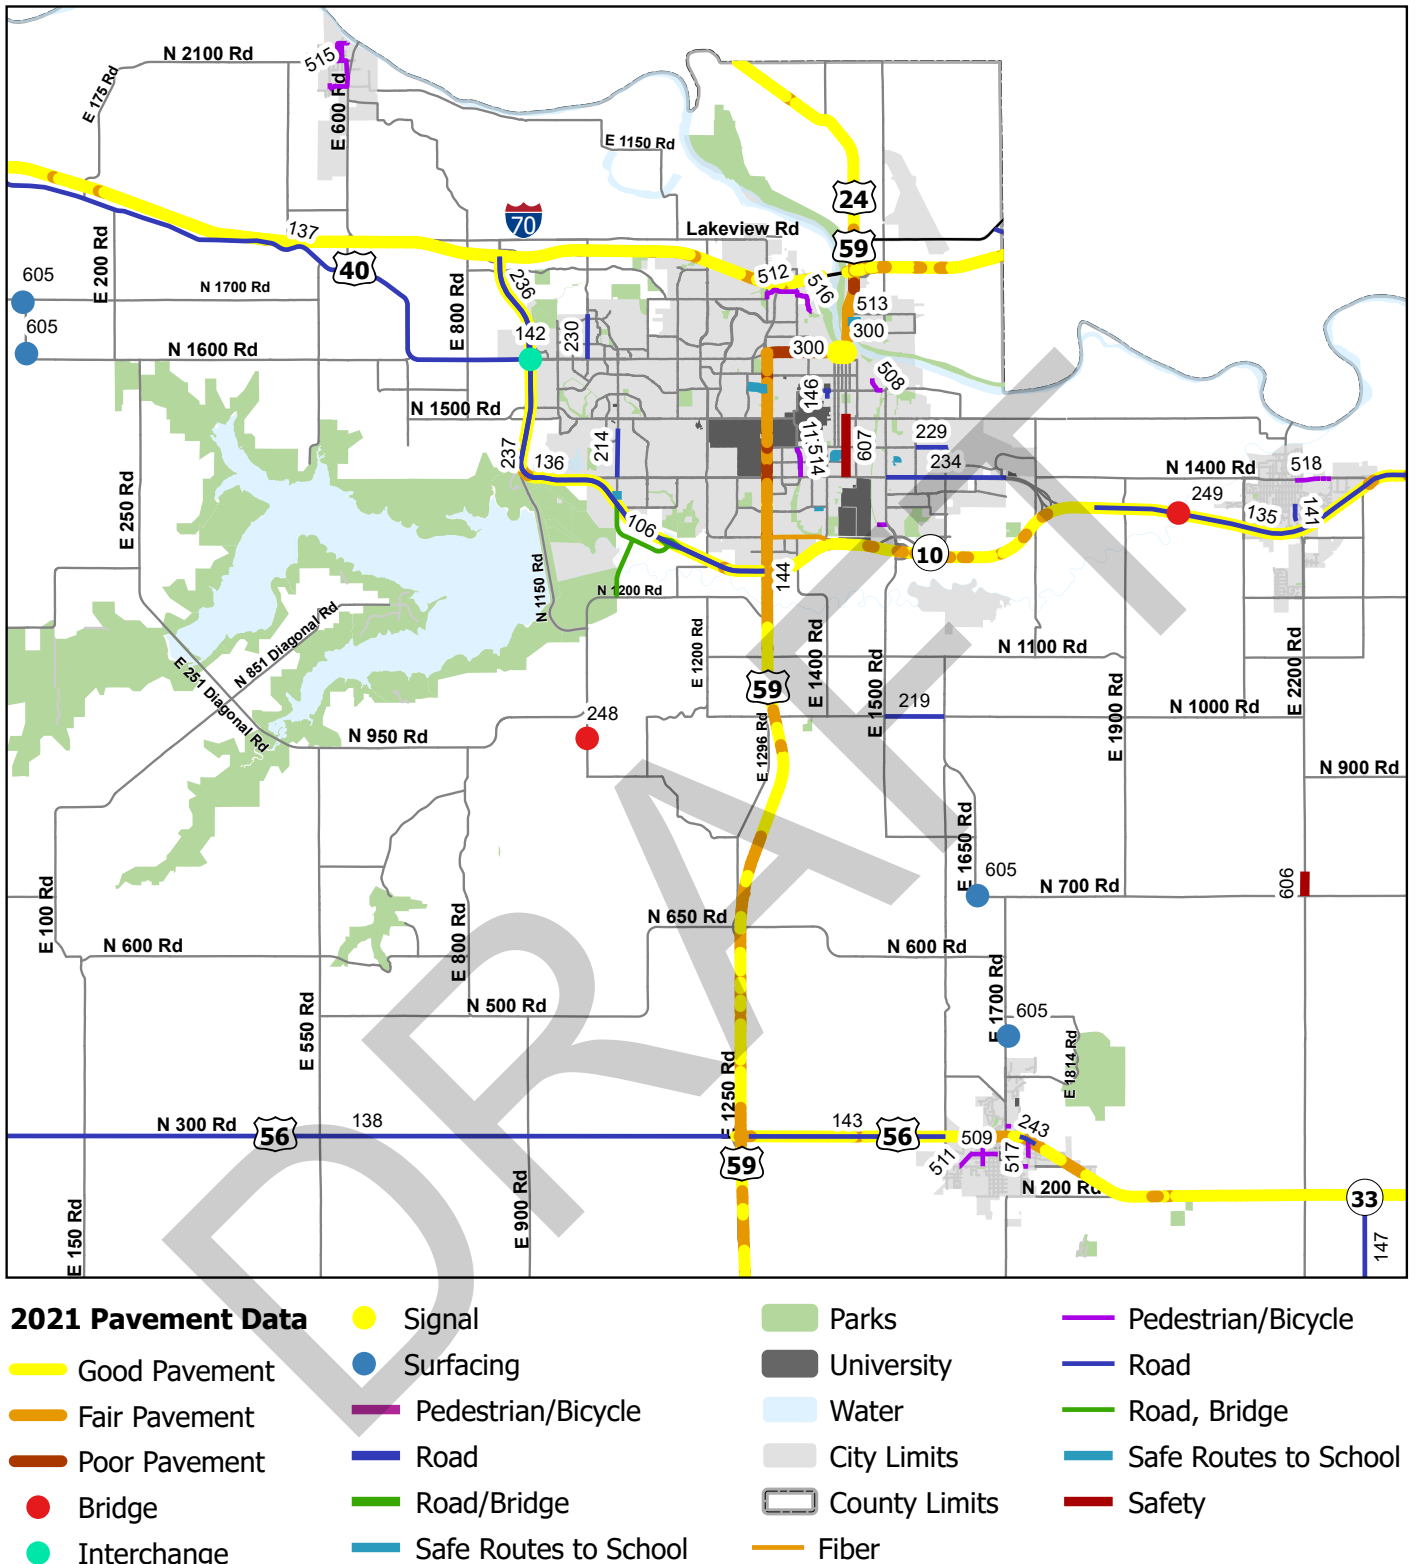 N 2100 Rd
515
E 175 Rd
E 600 Rd
E 1150 Rd
24
Lakeview Rd
70
59
137
40
E 200 Rd
605
N 1700 Rd
E 800 Rd
236
512
516
513
605
142
230
300
300
N 1600 Rd
508
146
N 1500 Rd
237
136
214
514
607
229
234
N 1400 Rd
518
249
135
141
E 250 Rd
106
10
144
N 1150 Rd
N 1200 Rd
N 851 Diagonal Rd
E 251 Diagonal Rd
E 1200 Rd
E 1400 Rd
N 1100 Rd
E 2200 Rd
59
E 1500 Rd
219
E 1900 Rd
N 1000 Rd
248
N 950 Rd
E 1296 Rd
N 900 Rd
E 1650 Rd
605
N 700 Rd
606
E 100 Rd
N 600 Rd
E 800 Rd
N 650 Rd
N 600 Rd
E 550 Rd
N 500 Rd
E 1700 Rd
605
E 1814 Rd
E 1250 Rd
N 300 Rd
56
138
143
56
509
243
511
517
59
N 200 Rd
33
E 150 Rd
E 900 Rd
147
DRAFT
2021 Pavement Data
Good Pavement
Fair Pavement
Poor Pavement
Bridge
Interchange
Signal
Surfacing
Pedestrian/Bicycle
Road
Road/Bridge
Safe Routes to School
Parks
University
Water
City Limits
County Limits
Fiber
Pedestrian/Bicycle
Road
Road, Bridge
Safe Routes to School
Safety